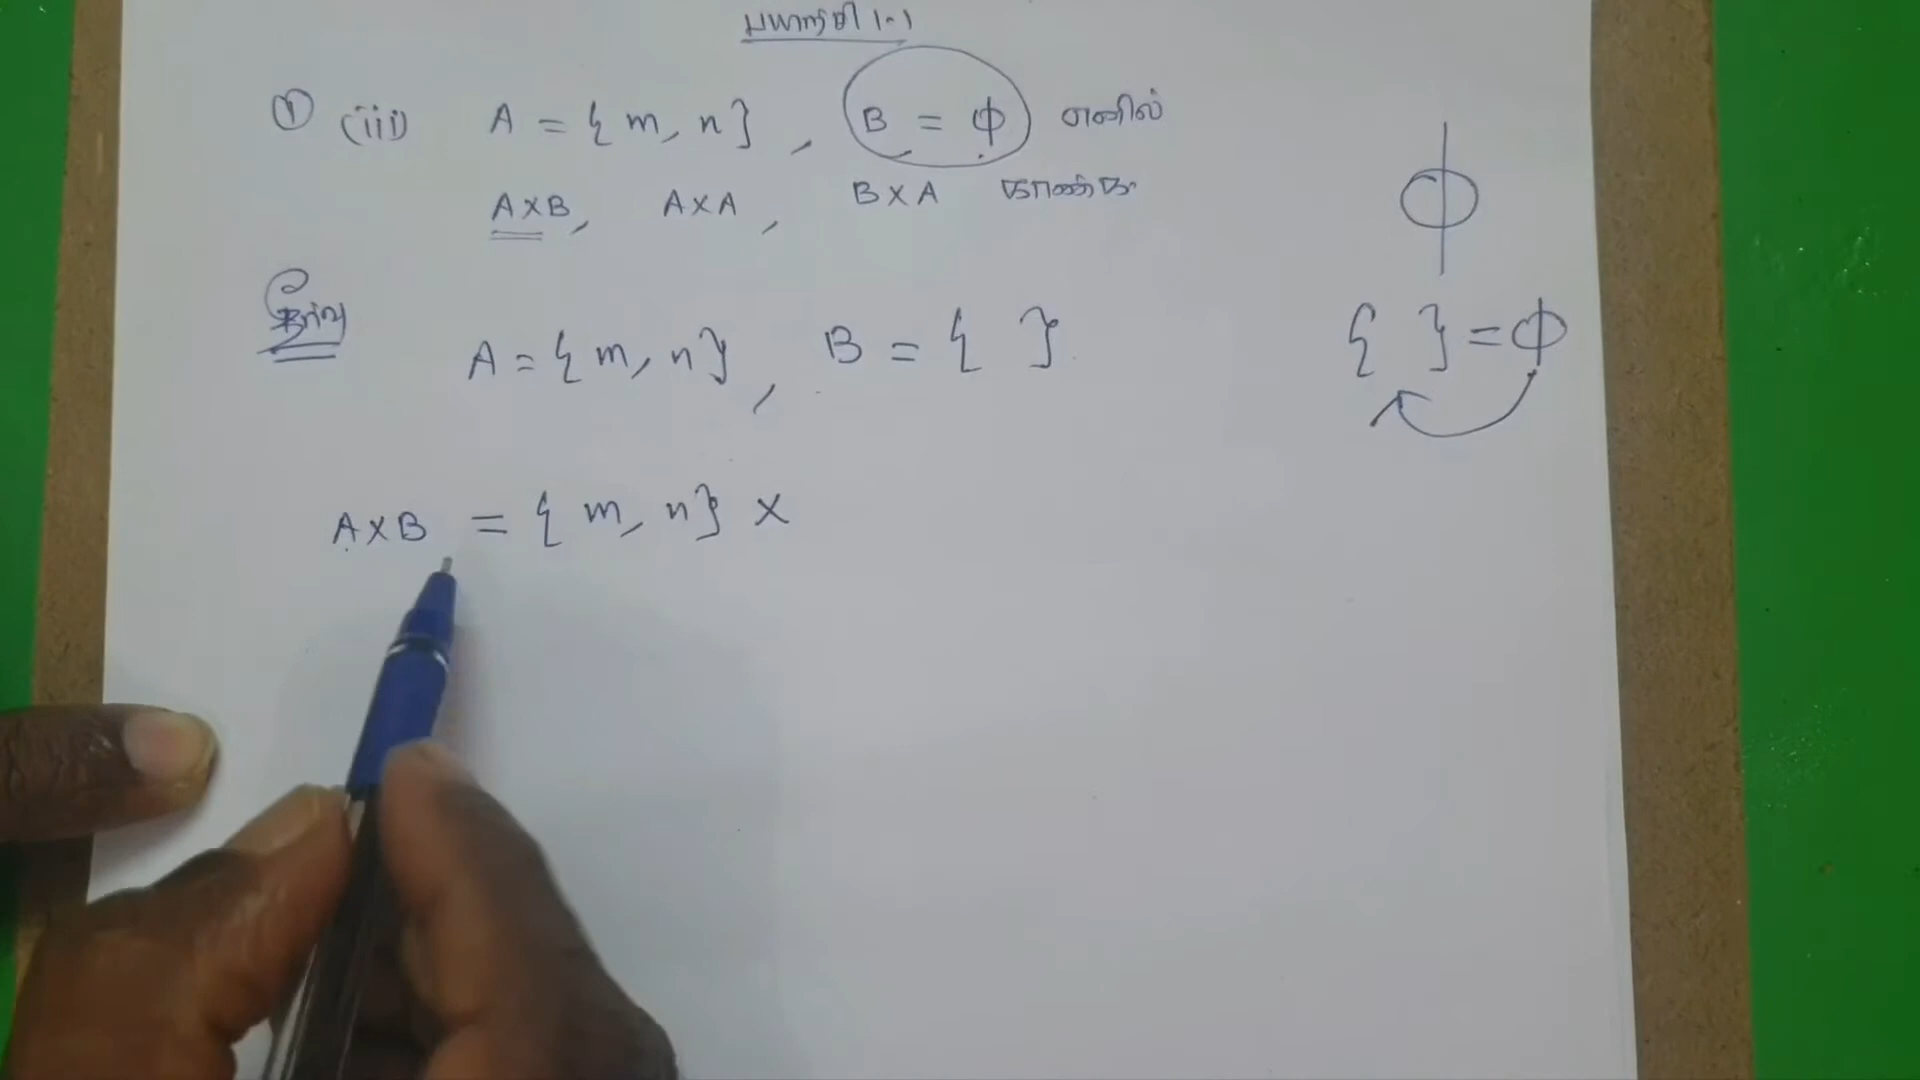 பயிற்சி 1.1
① (iii) A = { m, n } , B = ϕ எனில்
A×B, A×A, B×A காண்க
ϕ
தீர்வு
A = { m, n } , B = { }
{ } = ϕ
A×B = { m, n } ×